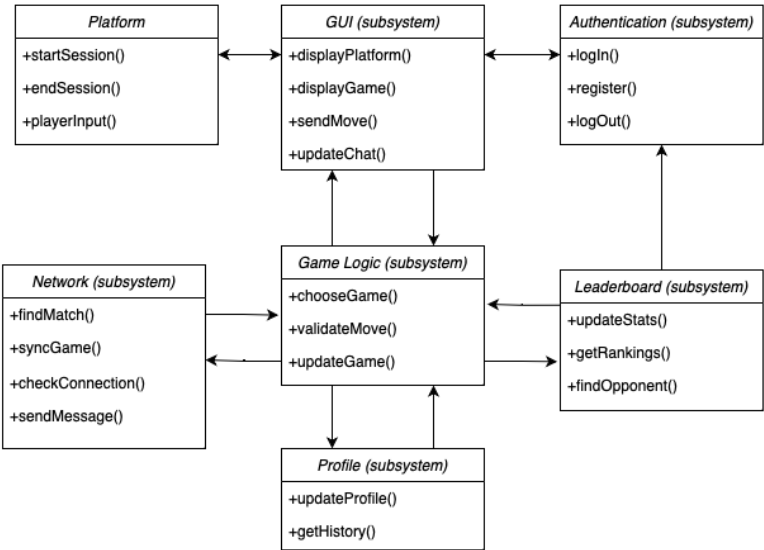 Platform
+startSession()
+endSession()
+playerInput()
GUI (subsystem)
+displayPlatform()
+displayGame()
+sendMove()
+updateChat()
Authentication (subsystem)
+logIn()
+register()
+logOut()
Network (subsystem)
+findMatch()
+syncGame()
+checkConnection()
+sendMessage()
Game Logic (subsystem)
+chooseGame()
+validateMove()
+updateGame()
Leaderboard (subsystem)
+updateStats()
+getRankings()
+findOpponent()
Profile (subsystem)
+updateProfile()
+getHistory()